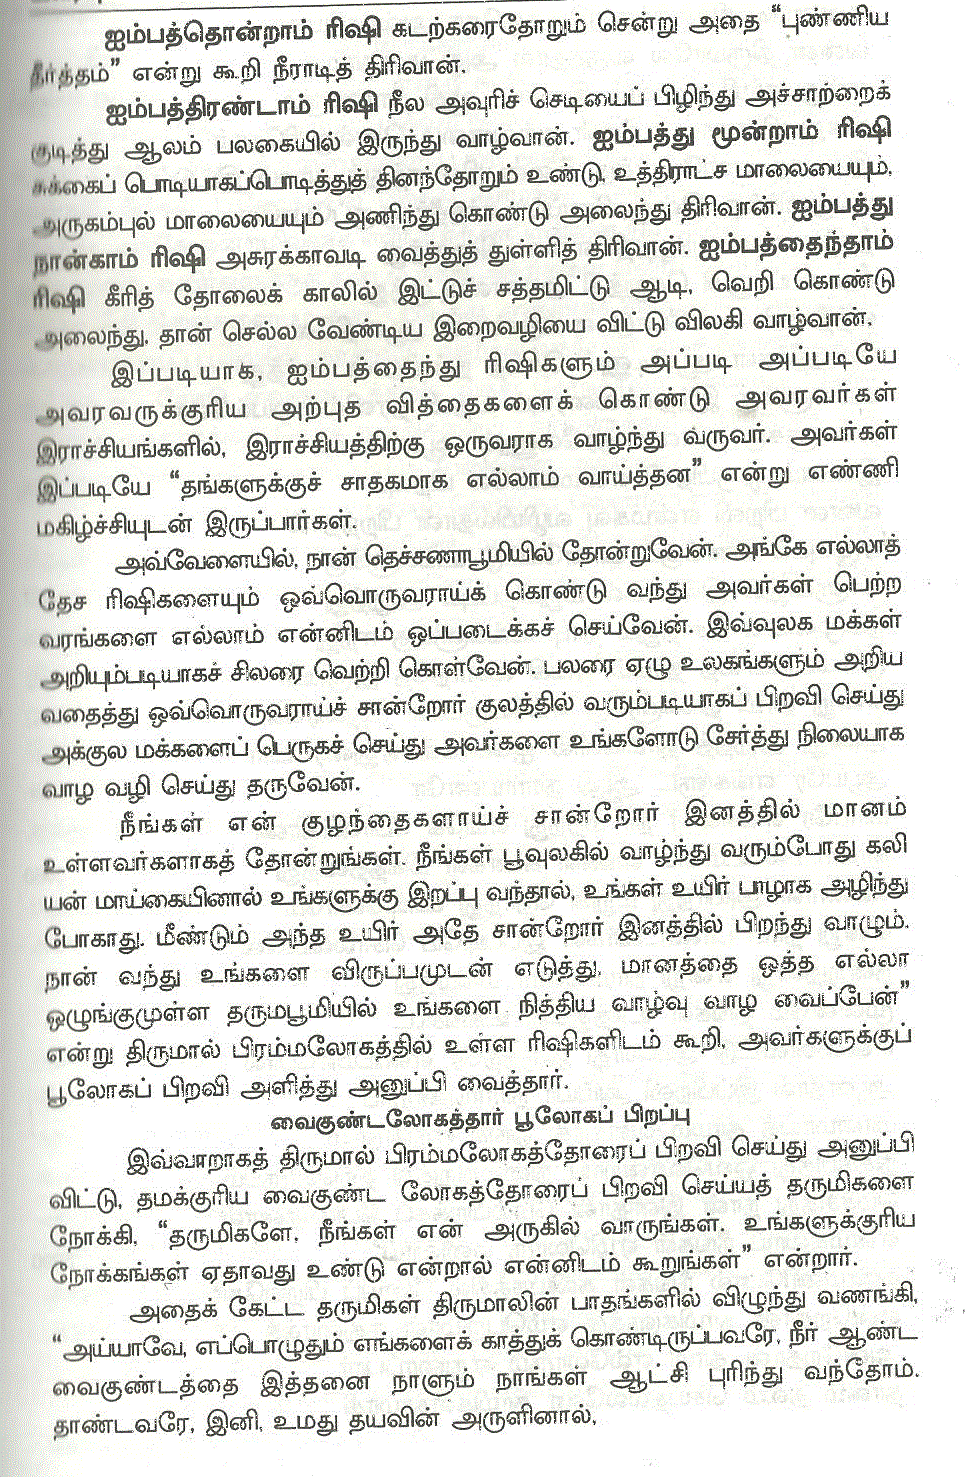 ஐம்பத்தொன்றாம் ரிஷி கடற்கரைதோறும் சென்று அதை “புண்ணிய
தீர்த்தம்” என்று கூறி நீராடித் திரிவான்.
ஐம்பத்திரண்டாம் ரிஷி நீல அவுரிச் செடியைப் பிழிந்து அச்சாற்றைக்
குடித்து ஆலம் பலகையில் இருந்து வாழ்வான். ஐம்பத்து மூன்றாம் ரிஷி
சுக்கைப் பொடியாகப்பொடித்துத் தினந்தோறும் உண்டு, உத்திராட்ச மாலையையும்,
அருகம்புல் மாலையையும் அணிந்து கொண்டு அலைந்து திரிவான். ஐம்பத்து
நான்காம் ரிஷி அசுரக்காவடி வைத்துத் துள்ளித் திரிவான். ஐம்பத்தைந்தாம்
ரிஷி கீரித் தோலைக் காலில் இட்டுச் சத்தமிட்டு ஆடி, வெறி கொண்டு
அலைந்து, தான் செல்ல வேண்டிய இறைவழியை விட்டு விலகி வாழ்வான்.
இப்படியாக, ஐம்பத்தைந்து ரிஷிகளும் அப்படி அப்படியே
அவரவருக்குரிய அற்புத வித்தைகளைக் கொண்டு அவரவர்கள்
இராச்சியங்களில், இராச்சியத்திற்கு ஒருவராக வாழ்ந்து வருவர். அவர்கள்
இப்படியே “தங்களுக்குச் சாதகமாக எல்லாம் வாய்த்தன” என்று எண்ணி
மகிழ்ச்சியுடன் இருப்பார்கள்.
அவ்வேளையில், நான் தெச்சணாபூமியில் தோன்றுவேன். அங்கே எல்லாத்
தேச ரிஷிகளையும் ஒவ்வொருவராய்க் கொண்டு வந்து அவர்கள் பெற்ற
வரங்களை எல்லாம் என்னிடம் ஒப்படைக்கச் செய்வேன். இவ்வுலக மக்கள்
அறியும்படியாகச் சிலரை வெற்றி கொள்வேன். பலரை ஏழு உலகங்களும் அறிய
வதைத்து ஒவ்வொருவராய்ச் சான்றோர் குலத்தில் வரும்படியாகப் பிறவி செய்து
அக்குல மக்களைப் பெருகச் செய்து அவர்களை உங்களோடு சேர்த்து நிலையாக
வாழ வழி செய்து தருவேன்.
நீங்கள் என் குழந்தைகளாய்ச் சான்றோர் இனத்தில் மானம்
உள்ளவர்களாகத் தோன்றுங்கள். நீங்கள் பூவுலகில் வாழ்ந்து வரும்போது கலி
யன் மாய்கையினால் உங்களுக்கு இறப்பு வந்தால், உங்கள் உயிர் பாழாக அழிந்து
போகாது. மீண்டும் அந்த உயிர் அதே சான்றோர் இனத்தில் பிறந்து வாழும்.
நான் வந்து உங்களை விருப்பமுடன் எடுத்து, மானத்தை ஒத்த எல்லா
ஒழுங்குமுள்ள தருமபூமியில் உங்களை நித்திய வாழ்வு வாழ வைப்பேன்”
என்று திருமால் பிரம்மலோகத்தில் உள்ள ரிஷிகளிடம் கூறி, அவர்களுக்குப்
பூலோகப் பிறவி அளித்து அனுப்பி வைத்தார்.
வைகுண்டலோகத்தார் பூலோகப் பிறப்பு
இவ்வாறாகத் திருமால் பிரம்மலோகத்தோரைப் பிறவி செய்து அனுப்பி
விட்டு, தமக்குரிய வைகுண்ட லோகத்தோரைப் பிறவி செய்யத் தருமிகளை
நோக்கி, “தருமிகளே, நீங்கள் என் அருகில் வாருங்கள். உங்களுக்குரிய
நோக்கங்கள் ஏதாவது உண்டு என்றால் என்னிடம் கூறுங்கள்” என்றார்.
அதைக் கேட்ட தருமிகள் திருமாலின் பாதங்களில் விழுந்து வணங்கி,
“அய்யாவே, எப்பொழுதும் எங்களைக் காத்துக் கொண்டிருப்பவரே, நீர் ஆண்ட
வைகுண்டத்தை இத்தனை நாளும் நாங்கள் ஆட்சி புரிந்து வந்தோம்.
தாண்டவரே, இனி, உமது தயவின் அருளினால்,